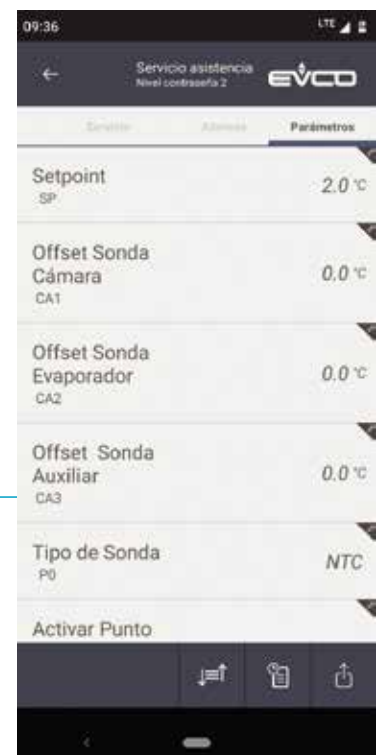 09:36
LTE
Servicio asistencia
Nivel contraseña 2
EVCO
Parámetros
Setpoint
2.0 °C
SP
Offset Sonda
Cámara
0.0 °C
CA1
Offset Sonda
Evaporador
0.0 °C
CA2
Offset Sonda
Auxiliar
0.0 °C
CA3
Tipo de Sonda
NTC
P0
Activar Punto